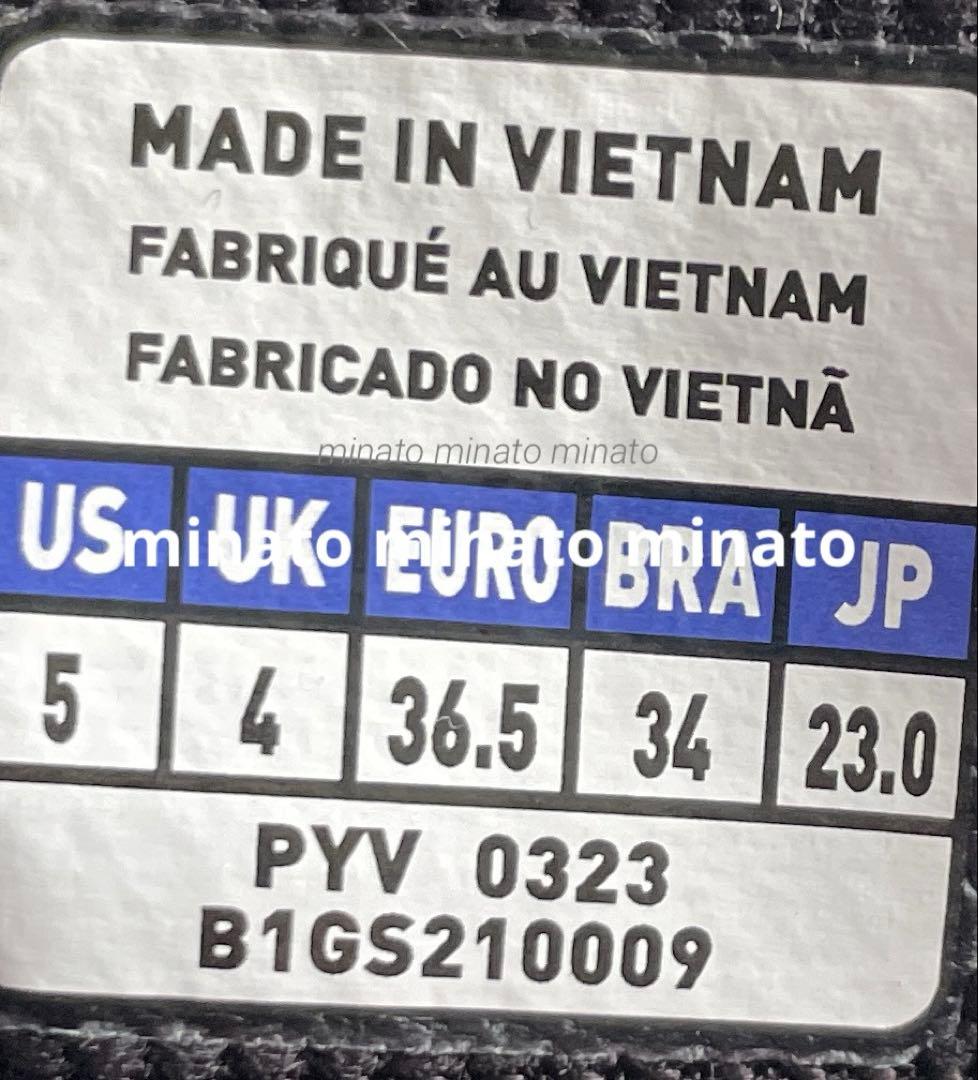 MADE IN VIETNAM
FABRIQUÉ AU VIETNAM
FABRICADO NO VIETNÃ
minato minato minato
US UK EURO BRA JP
minato minato minato
5 4 36.5 34 23.0
PYV 0323
B1GS210009